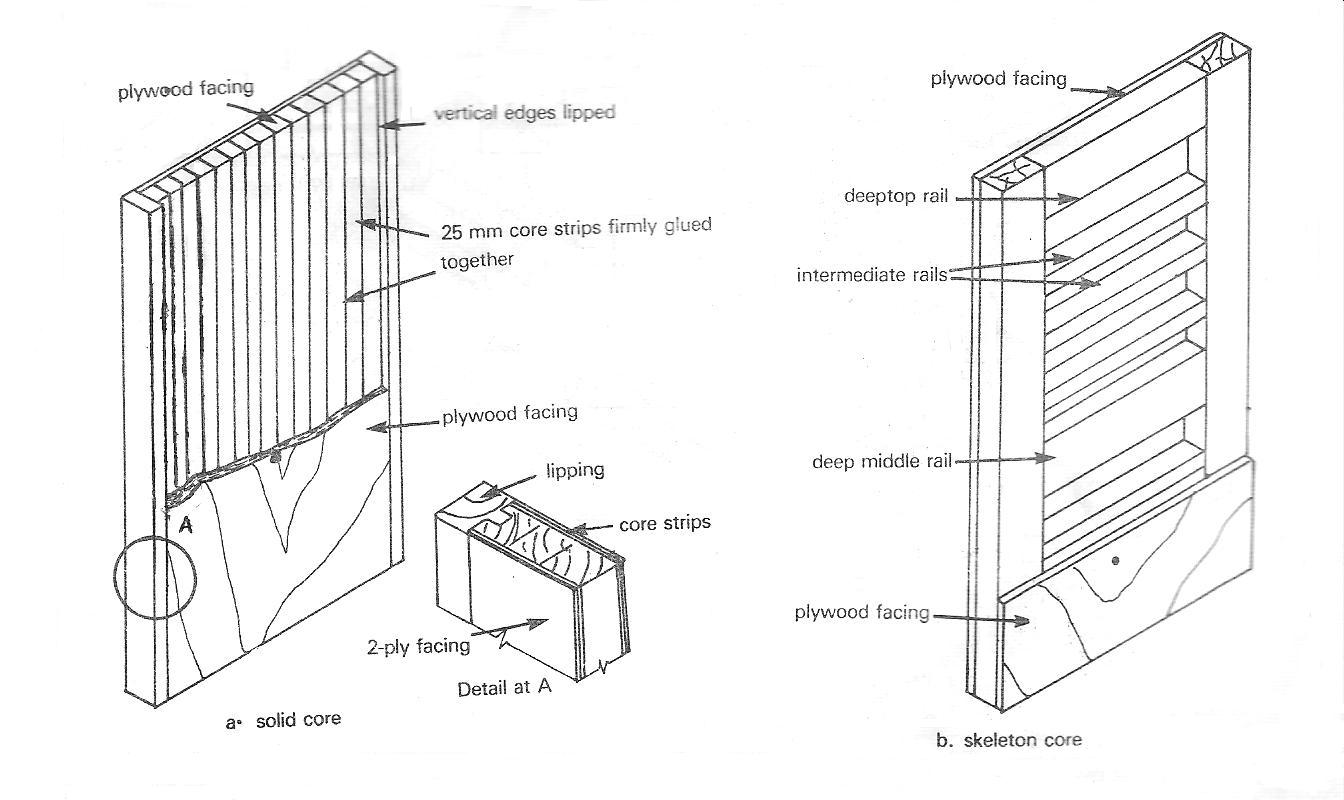 plywood facing
vertical edges lipped
25 mm core strips firmly glued
together
plywood facing
A
lipping
core strips
2-ply facing
Detail at A
a. solid core
plywood facing
deeptop rail
intermediate rails
deep middle rail
plywood facing
b. skeleton core